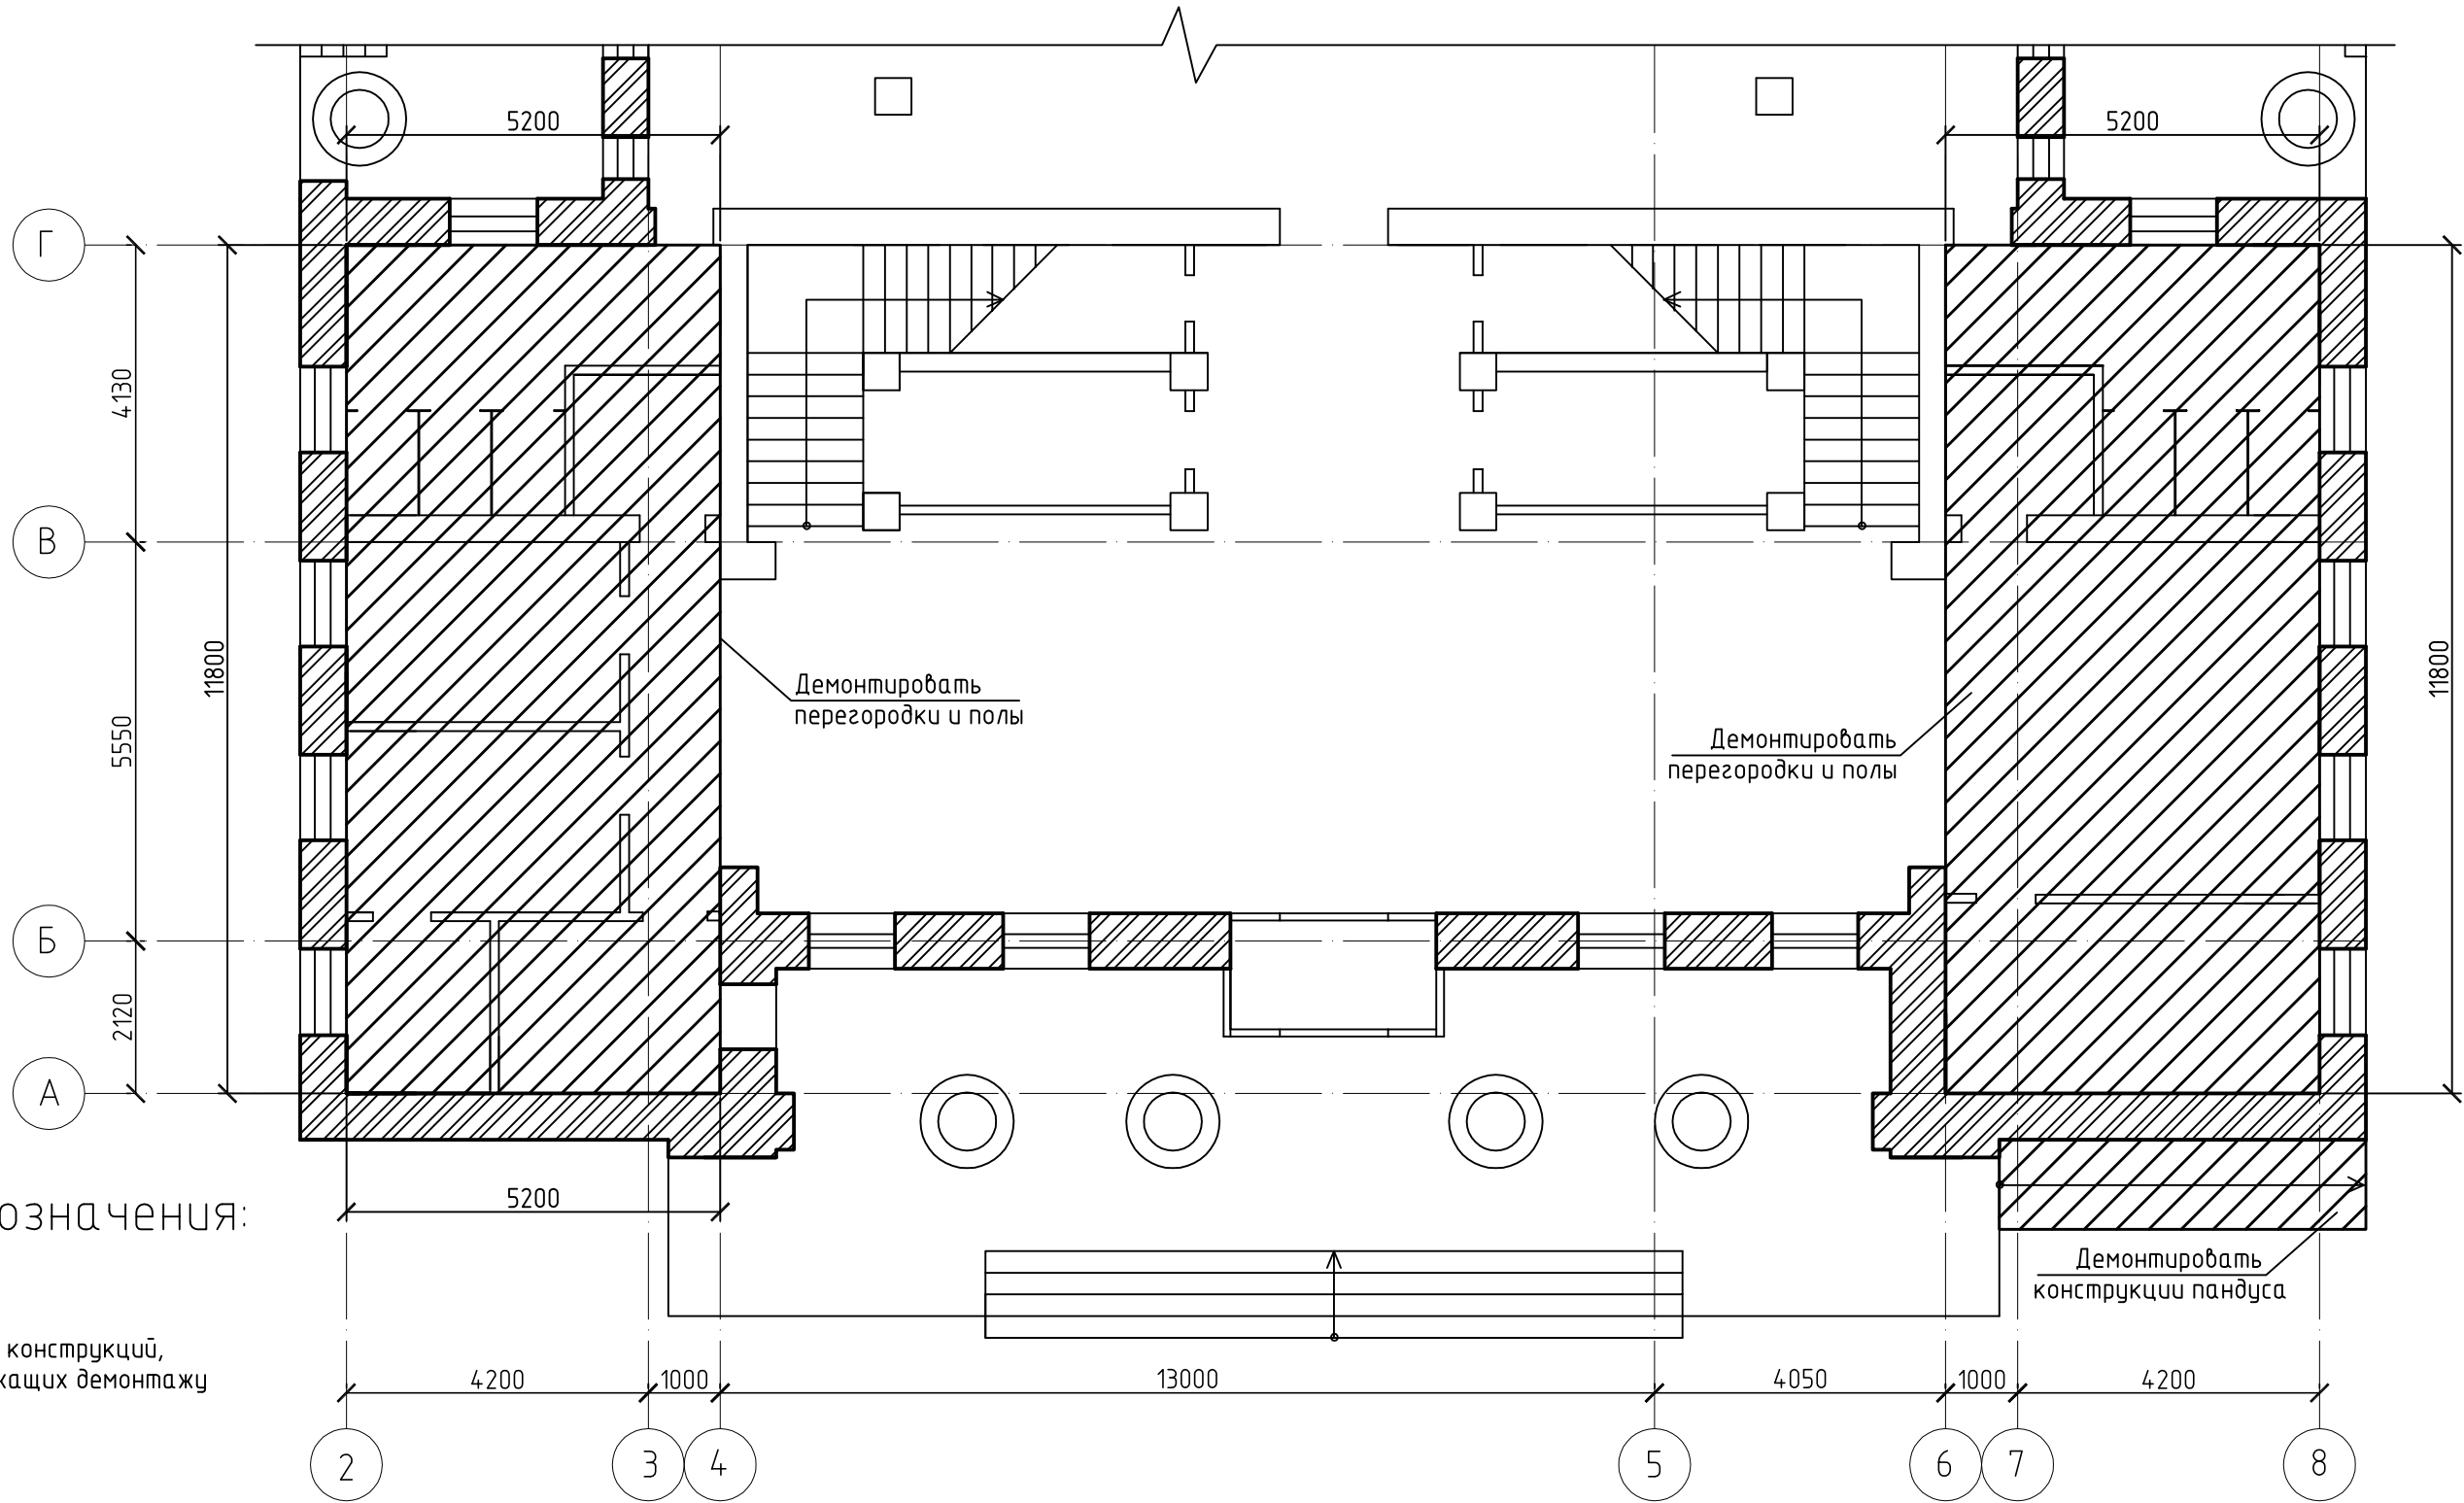 5200
5200
Г
4130
В
11800
11800
Демонтировать
перегородки и полы
5550
Демонтировать
перегородки и полы
Б
2120
А
5200
означения:
Демонтировать
конструкции пандуса
конструкций,
жащих демонтажу
4200 1000 13000 4050 1000 4200
2 3 4 5 6 7 8